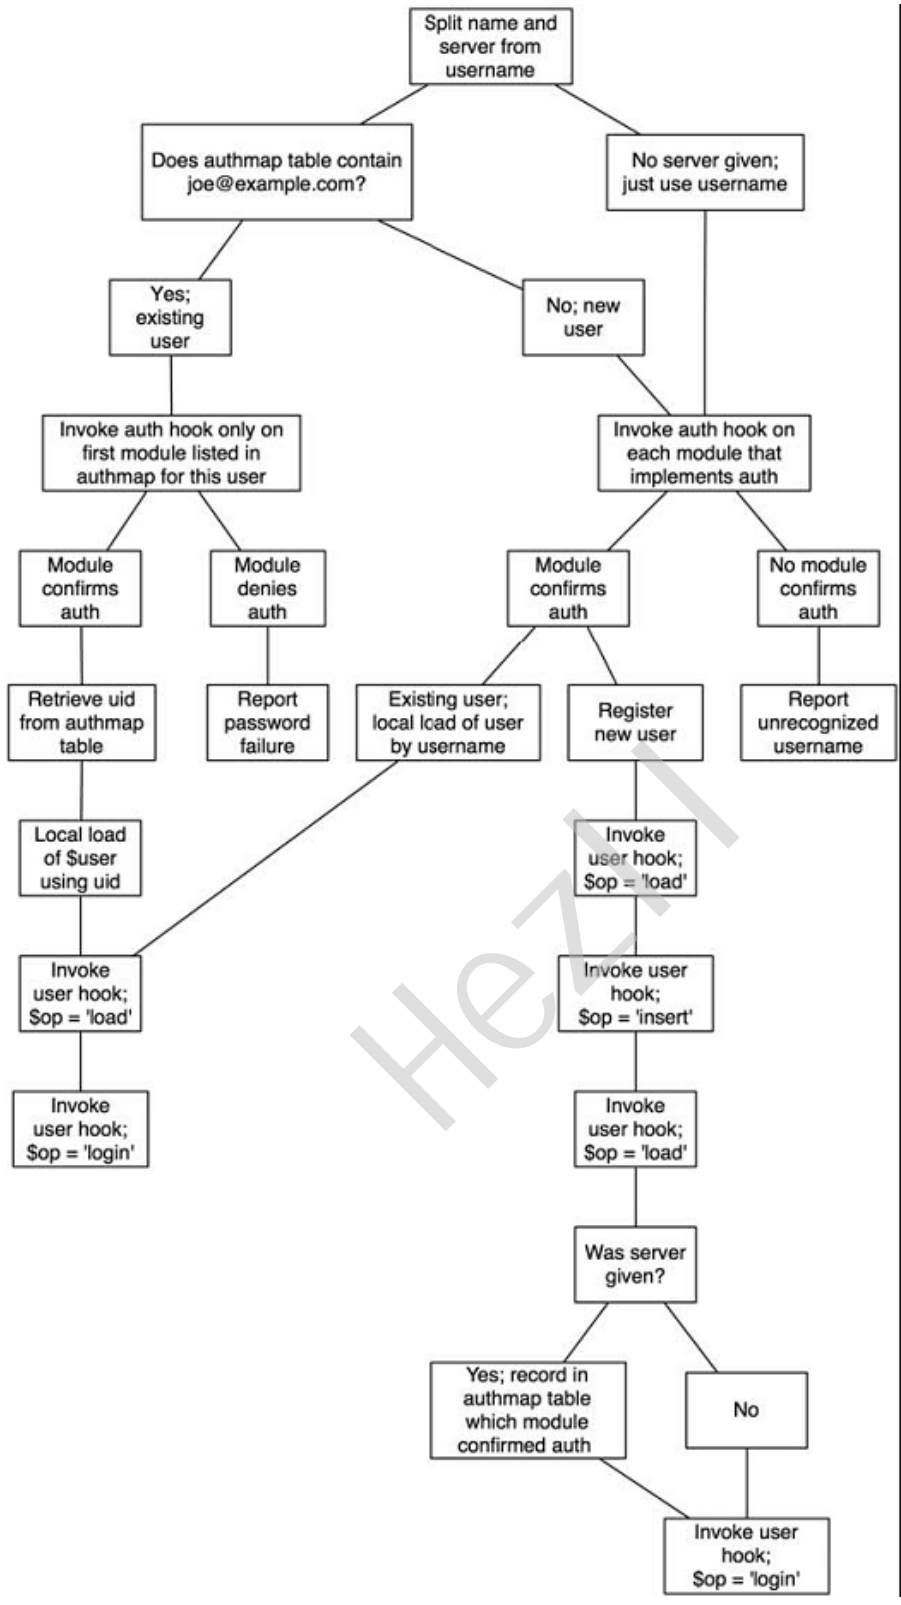 Split name and
server from
username
Does authmap table contain
joe@example.com?
No server given;
just use username
Yes;
existing
user
No; new
user
Invoke auth hook only on
first module listed in
authmap for this user
Invoke auth hook on
each module that
implements auth
Module
confirms
auth
Module
denies
auth
Module
confirms
auth
No module
confirms
auth
Retrieve uid
from authmap
table
Report
password
failure
Existing user;
local load of user
by username
Register
new user
Report
unrecognized
username
Local load
of $user
using uid
Invoke
user hook;
$op = 'load'
Invoke
user hook;
$op = 'load'
Invoke user
hook;
$op = 'insert'
Invoke
user hook;
$op = 'login'
Invoke
user hook;
$op = 'load'
Was server
given?
Yes; record in
authmap table
which module
confirmed auth
No
Invoke user
hook;
$op = 'login'